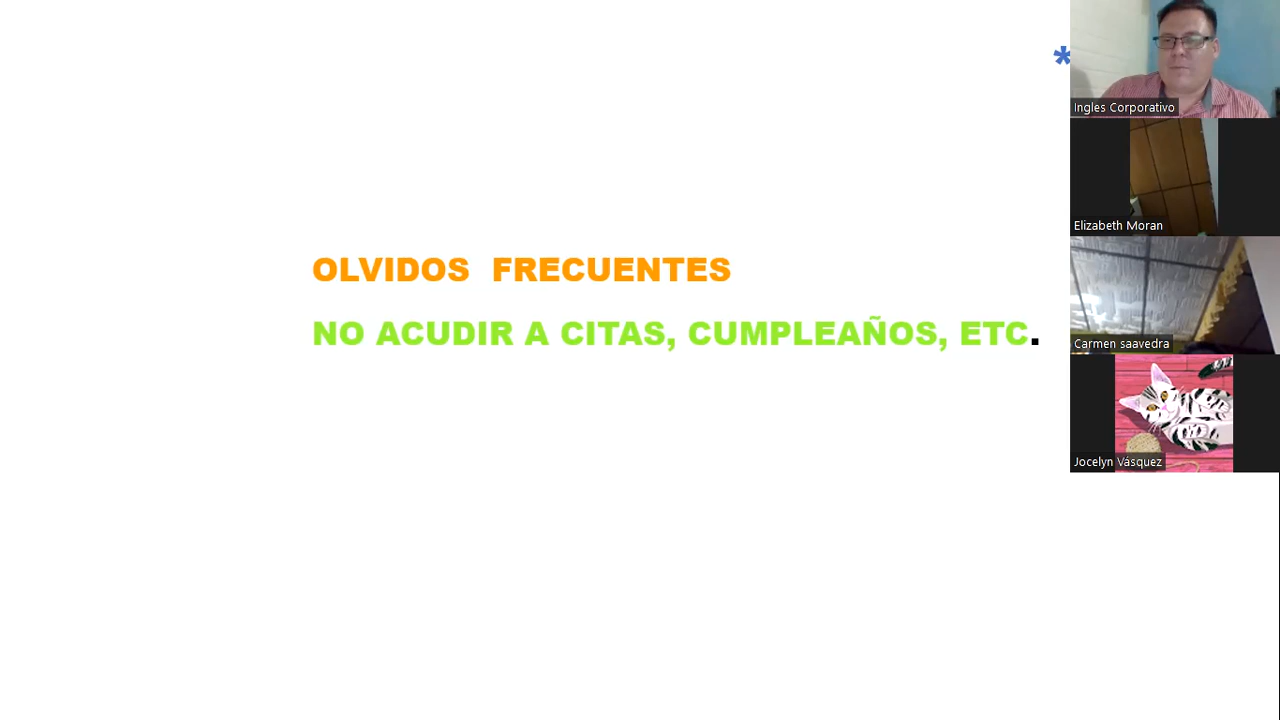 *
Ingles Corporativo
Elizabeth Moran
OLVIDOS  FRECUENTES
NO ACUDIR A CITAS, CUMPLEAÑOS, ETC.
Carmen saavedra
Jocelyn Vásquez